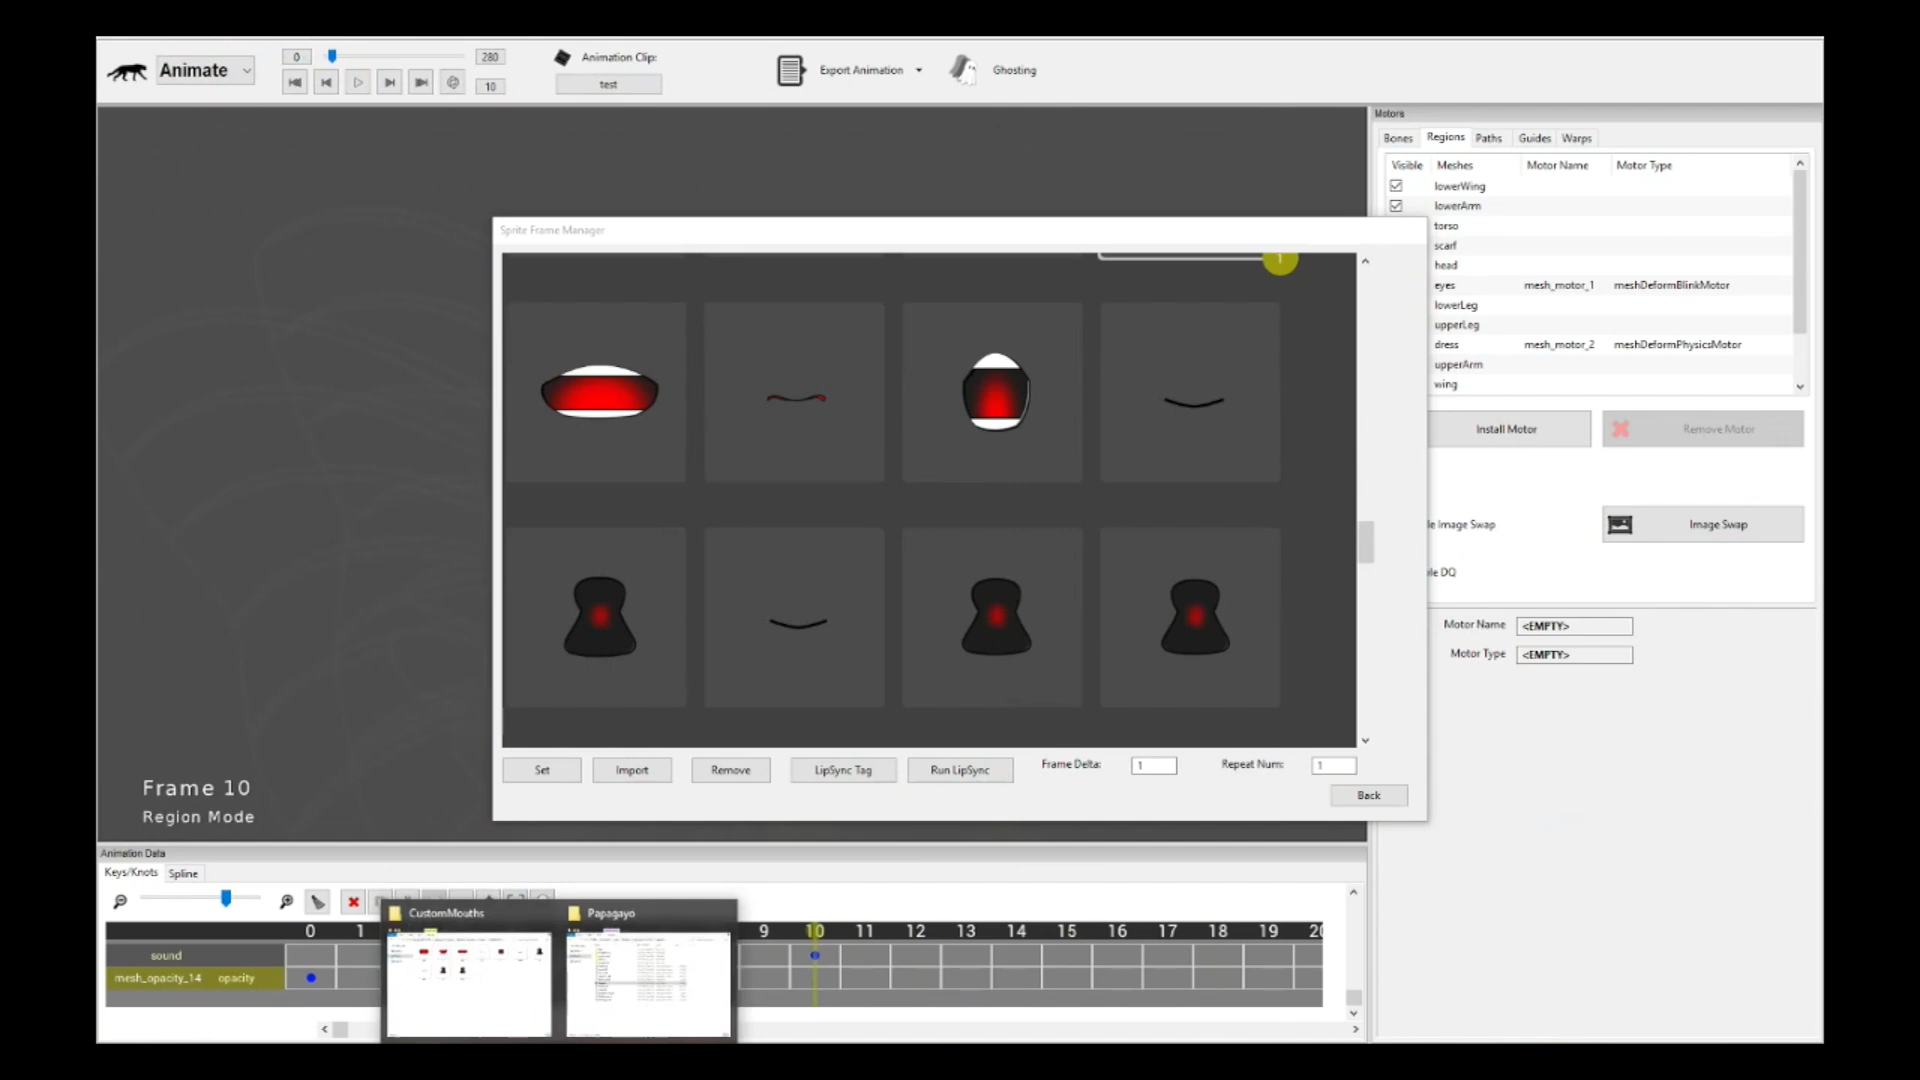 Animate
0
280
10
Animation Clip:
test
Export Animation
Ghosting
Motors
Bones Regions Paths Guides Warps
Visible Meshes Motor Name Motor Type
lowerWing
lowerArm
torso
scarf
head
eyes mesh_motor_1 meshDeformBlinkMotor
lowerLeg
upperLeg
dress mesh_motor_2 meshDeformPhysicsMotor
upperArm
wing
Sprite Frame Manager
1
Install Motor
Remove Motor
Image Swap
Image Swap
DQ
Motor Name <EMPTY>
Motor Type <EMPTY>
Set Import Remove LipSync Tag Run LipSync Frame Delta: 1 Repeat Num: 1
Back
Frame 10
Region Mode
Animation Data
Keys/Knots Spline
CustomMouths
Papagayo
0 1 9 10 11 12 13 14 15 16 17 18 19 20
sound
mesh_opacity_14 opacity